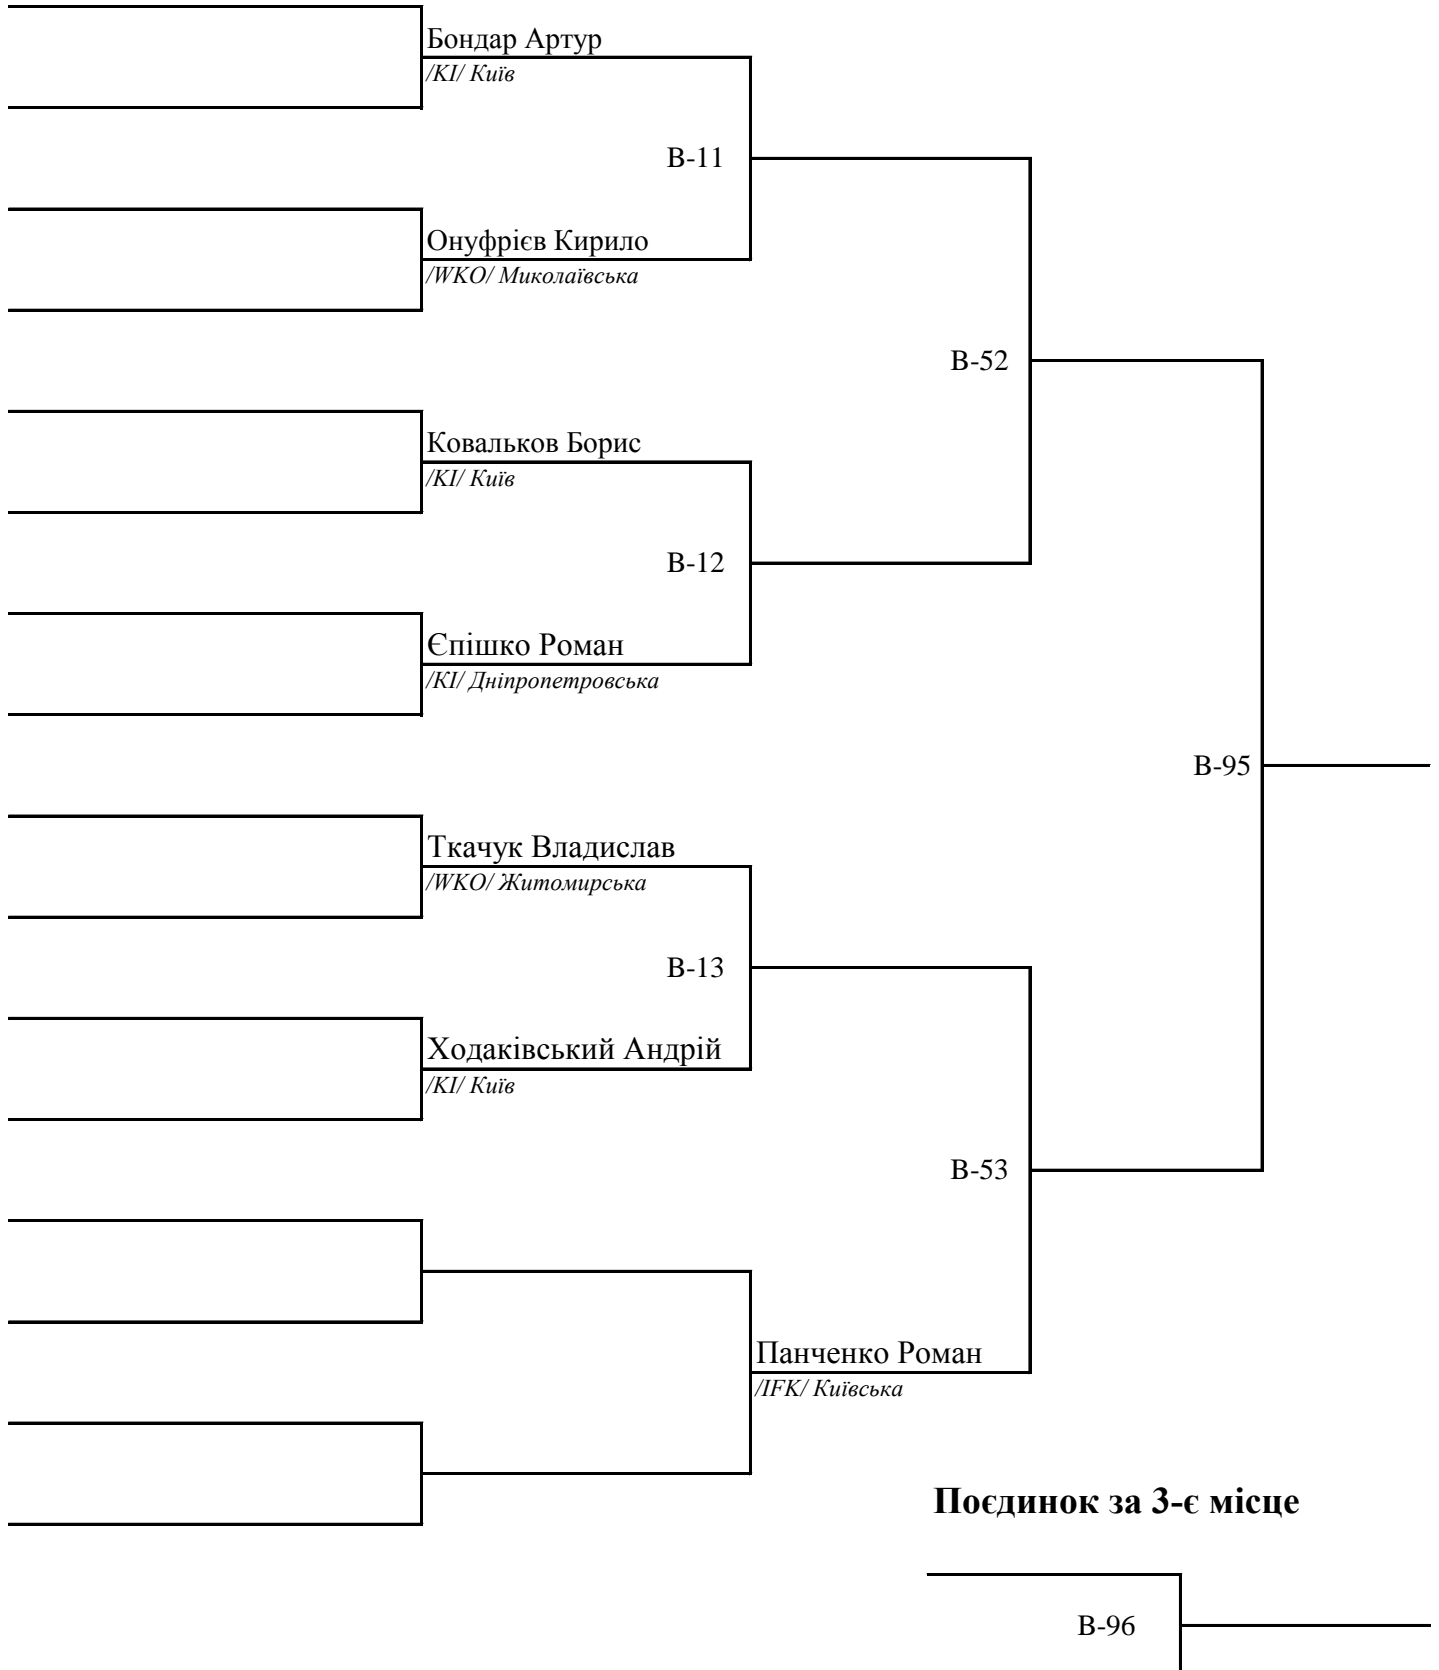 Бондар Артур
/KI/ Київ
В-11
Онуфрієв Кирило
/WKO/ Миколаївська
В-52
Ковальков Борис
/KI/ Київ
В-12
Єпішко Роман
/KI/ Дніпропетровська
В-95
Ткачук Владислав
/WKO/ Житомирська
В-13
Ходаківський Андрій
/KI/ Київ
В-53
Панченко Роман
/IFK/ Київська
Поєдинок за 3-є місце
В-96